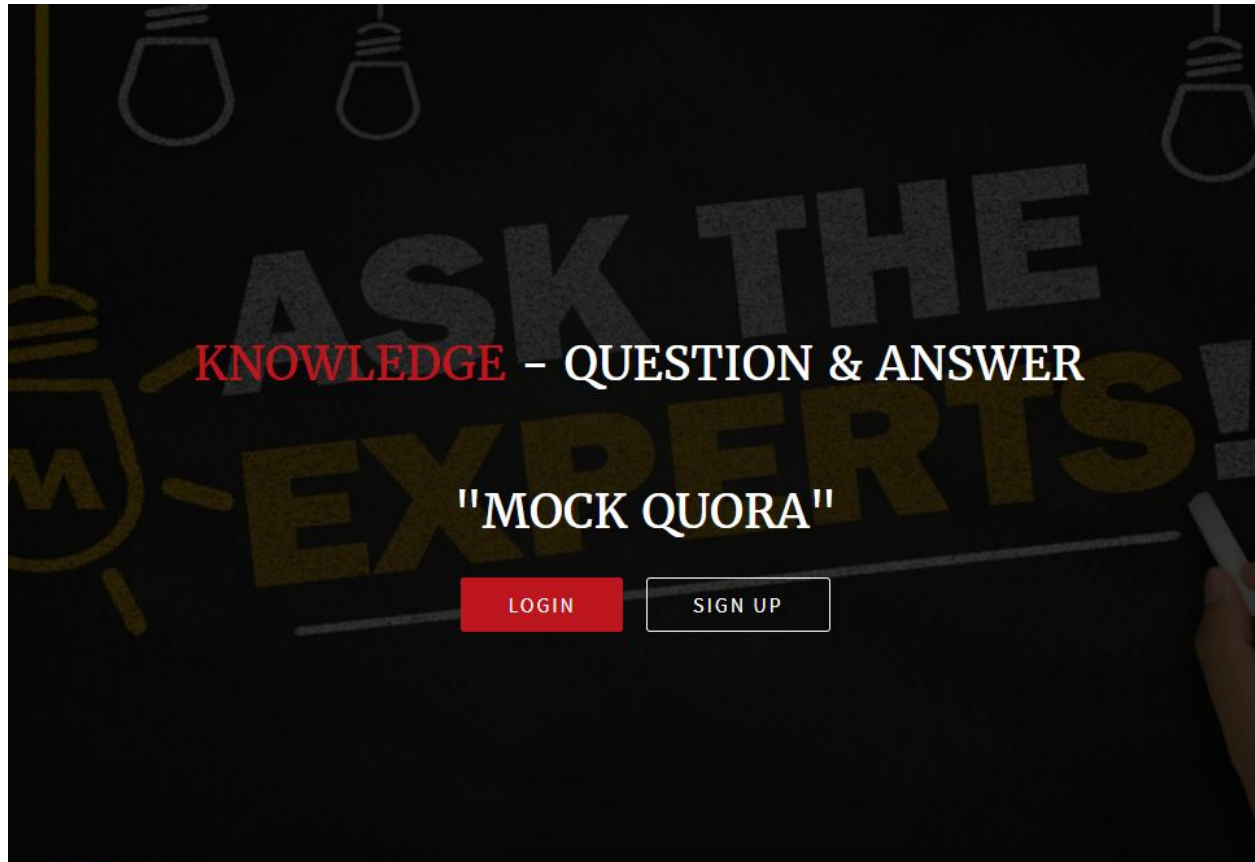 ASK THE
EXPERTS!
KNOWLEDGE - QUESTION & ANSWER
"MOCK QUORA"
LOGIN
SIGN UP